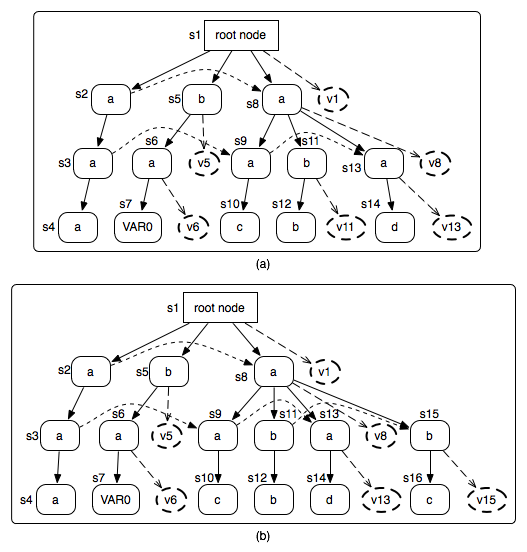 s1 root node
s2 a s5 b s8 a v1
s3 a s6 a v5 s9 a s11 b s13 a v8
s4 a s7 VAR0 v6 s10 c s12 b v11 s14 d v13
(a)
s1 root node
s2 a s5 b s8 a v1
s3 a s6 a v5 s9 a s11 b s13 a v8 s15 b
s4 a s7 VAR0 v6 s10 c s12 b s14 d v13 s16 c v15
(b)